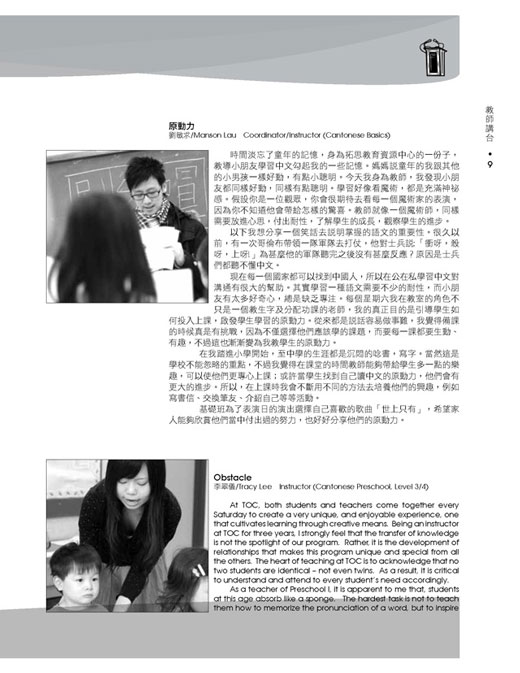 教師講台 • 9
原動力
劉敏宗/Manson Lau Coordinator/Instructor (Cantonese Basics)
時間淡忘了童年的記憶，身為拓思教育資源中心的一份子，
教導小朋友學習中文勾起我的一些記憶。媽媽說童年的我跟其他
的小男孩一樣好動，有點小聰明。今天我身為教師，我發現小朋
友都同樣好動，同樣有點聰明。學習好像看魔術，都是充滿神秘
感。假設你是一位觀眾，你會很期待去看每一個魔術家的表演，
因為你不知道他會帶給怎樣的驚喜。教師就像一個魔術師，同樣
需要放進心思，付出耐性，了解學生的成長，觀察學生的進步。
以下我想分享一個笑話去說明掌握的語文的重要性。很久以
前，有一次哥倫布帶領一隊軍隊去打仗，他對士兵說:「衝呀，殺
呀，上呀!」為甚麼他的軍隊聽完之後沒有甚麼反應？原因是士兵
們都聽不懂中文。
現在每一個國家都可以找到中國人，所以在公在私學習中文對
溝通有很大的幫助。其實學習一種語文需要不少的耐性，而小朋
友有太多好奇心，總是缺乏專注。每個星期六我在教室的角色不
只是一個教生字及分配功課的老師，我的真正目的是引導學生如
何投入上課，啟發學生學習的原動力。從來都是說話容易做事難，我覺得備課
的時候真是有挑戰，因為不僅選擇他們應該學的課題，而要每一課都要生動、
有趣，不過這也漸漸變為我教學生的原動力。
在我踏進小學開始，至中學的生涯都是沉悶的唸書，寫字。當然這是
學校不能忽略的重點，不過我覺得在課堂的時間教師能夠帶給學生多一點的樂
趣，可以使他們更專心上課；或許當學生找到自己讀中文的原動力，他們會有
更大的進步。所以，在上課時我會不斷用不同的方法去培養他們的興趣，例如
寫書信、交換筆友、介紹自己等等活動。
基礎班為了表演日的演出選擇自己喜歡的歌曲「世上只有」，希望家
人能夠欣賞他們當中付出過的努力，也好好分享他們的原動力。
Obstacle
李翠儀/Tracy Lee Instructor (Cantonese Preschool, Level 3/4)
At TOC, both students and teachers come together every
Saturday to create a very unique, and enjoyable experience, one
that cultivates learning through creative means. Being an instructor
at TOC for three years, I strongly feel that the transfer of knowledge
is not the spotlight of our program. Rather, it is the development of
relationships that makes this program unique and special from all
the others. The heart of teaching at TOC is to acknowledge that no
two students are identical – not even twins. As a result, it is critical
to understand and attend to every student’s need accordingly.
As a teacher of Preschool I, it is apparent to me that, students
at this age absorb like a sponge. The hardest task is not to teach
them how to memorize the pronunciation of a word, but to inspire